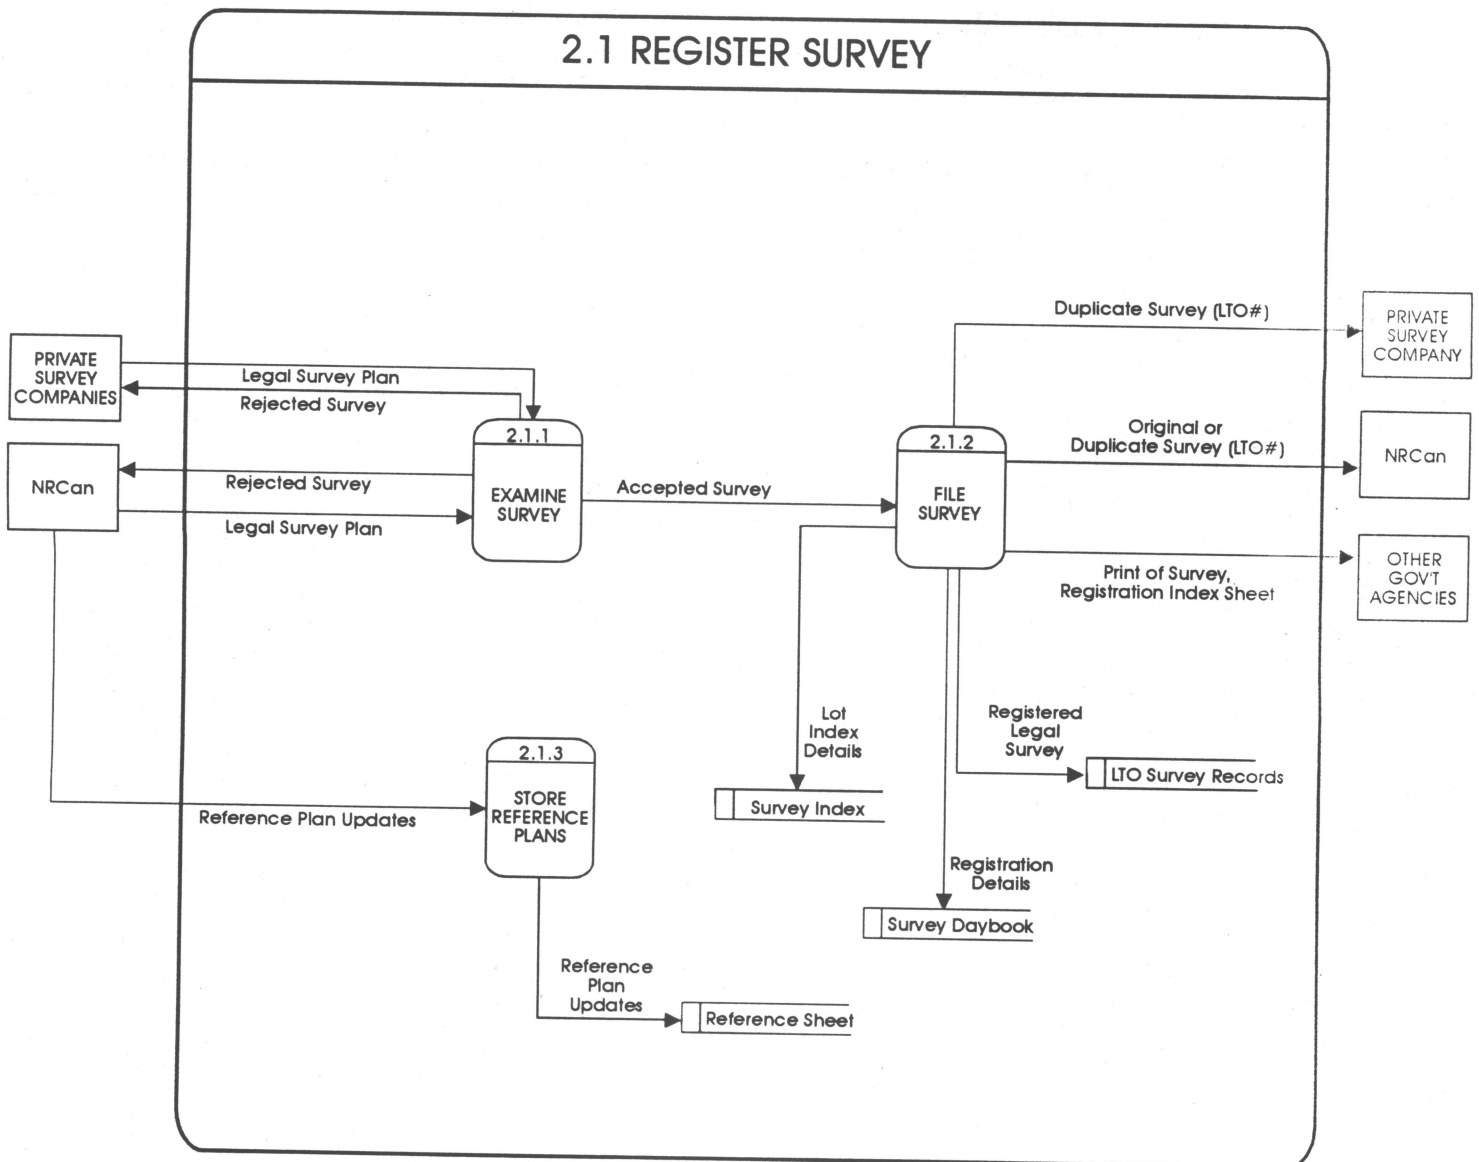 2.1 REGISTER SURVEY
Duplicate Survey (LTO#)
PRIVATE
SURVEY
COMPANY
PRIVATE
SURVEY
COMPANIES
Legal Survey Plan
Rejected Survey
2.1.1
EXAMINE
SURVEY
NRCan
Rejected Survey
Legal Survey Plan
Accepted Survey
2.1.2
FILE
SURVEY
Original or
Duplicate Survey (LTO#)
NRCan
Print of Survey,
Registration Index Sheet
OTHER
GOV'T
AGENCIES
Lot
Index
Details
Survey Index
Registered
Legal
Survey
LTO Survey Records
2.1.3
STORE
REFERENCE
PLANS
Reference Plan Updates
Registration
Details
Survey Daybook
Reference
Plan
Updates
Reference Sheet